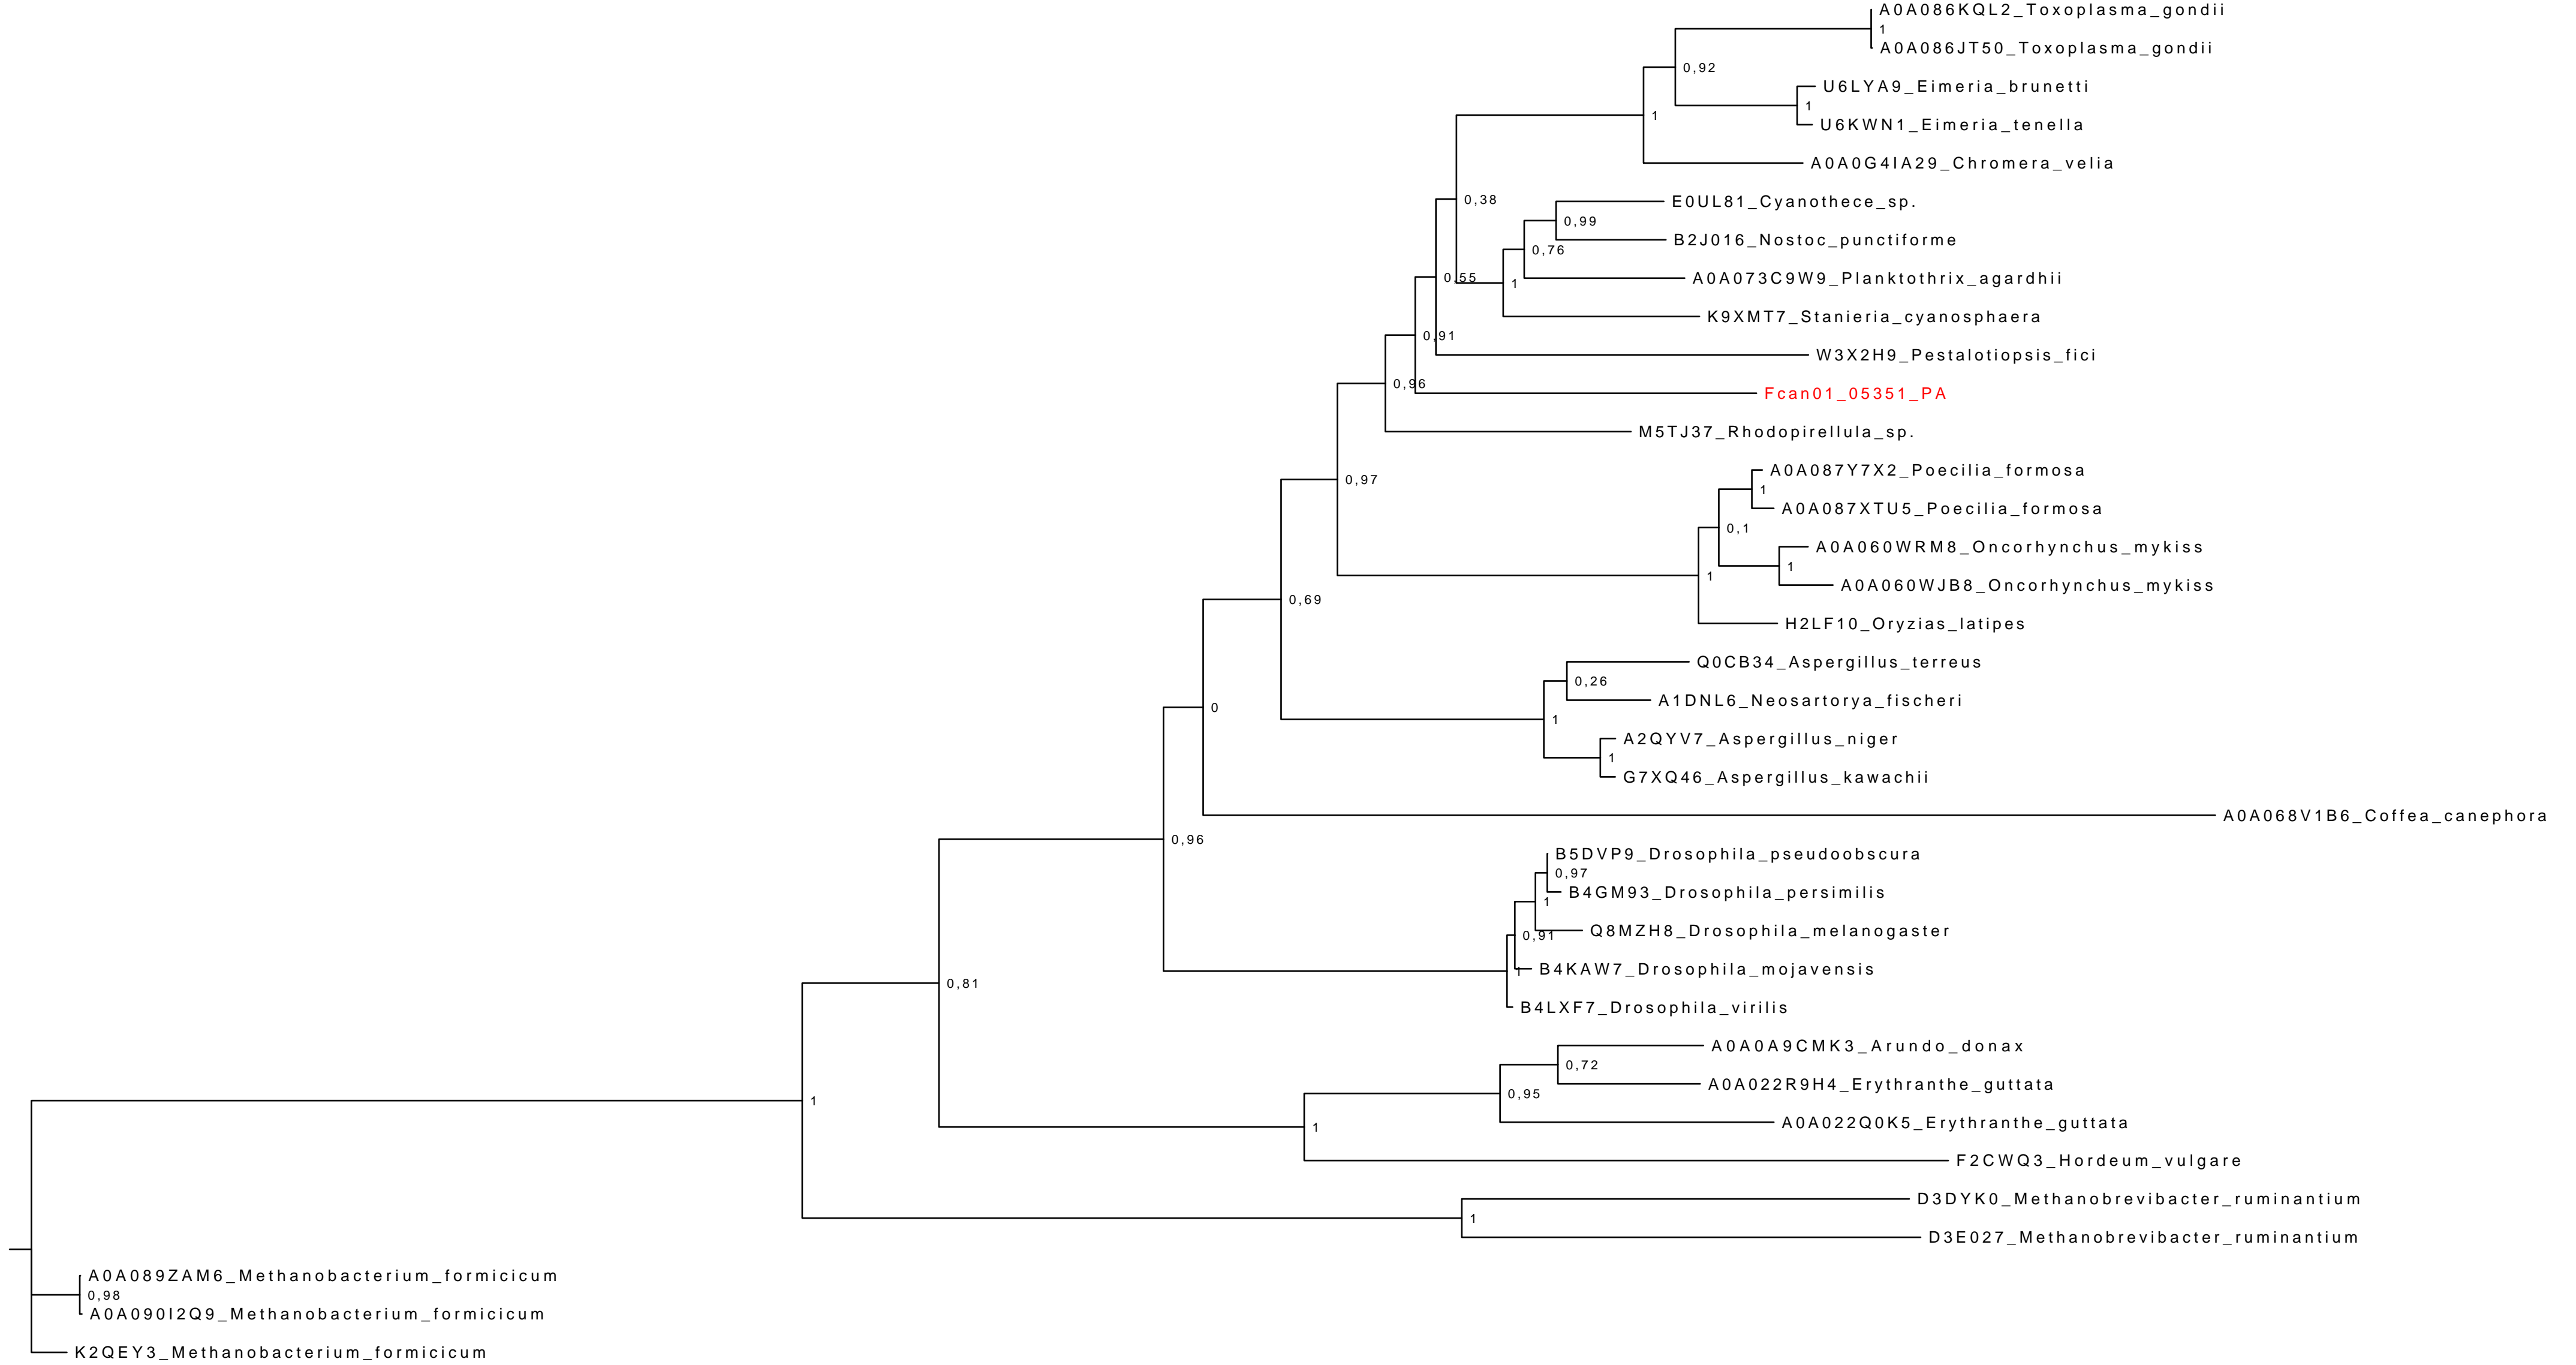 A0A086KQL2_Toxoplasma_gondii
1
A0A086JT50_Toxoplasma_gondii
0,92
U6LYA9_Eimeria_brunetti
1
U6KWN1_Eimeria_tenella
1
A0A0G4IA29_Chromera_velia
0,38
E0UL81_Cyanothece_sp.
0,99
B2J016_Nostoc_punctiforme
0,76
A0A073C9W9_Planktothrix_agardhii
0,55
1
K9XMT7_Stanieria_cyanosphaera
0,91
W3X2H9_Pestalotiopsis_fici
0,96
Fcan01_05351_PA
M5TJ37_Rhodopirellula_sp.
0,97
A0A087Y7X2_Poecilia_formosa
1
A0A087XTU5_Poecilia_formosa
0,1
A0A060WRM8_Oncorhynchus_mykiss
1
1
A0A060WJB8_Oncorhynchus_mykiss
0,69
H2LF10_Oryzias_latipes
Q0CB34_Aspergillus_terreus
0,26
A1DNL6_Neosartorya_fischeri
0
1
A2QYV7_Aspergillus_niger
1
G7XQ46_Aspergillus_kawachii
A0A068V1B6_Coffea_canephora
0,96
B5DVP9_Drosophila_pseudoobscura
0,97
B4GM93_Drosophila_persimilis
1
Q8MZH8_Drosophila_melanogaster
0,91
B4KAW7_Drosophila_mojavensis
1
0,81
B4LXF7_Drosophila_virilis
A0A0A9CMK3_Arundo_donax
0,72
A0A022R9H4_Erythranthe_guttata
0,95
1
A0A022Q0K5_Erythranthe_guttata
1
F2CWQ3_Hordeum_vulgare
D3DYK0_Methanobrevibacter_ruminantium
1
D3E027_Methanobrevibacter_ruminantium
A0A089ZAM6_Methanobacterium_formicicum
0,98
A0A090I2Q9_Methanobacterium_formicicum
K2QEY3_Methanobacterium_formicicum